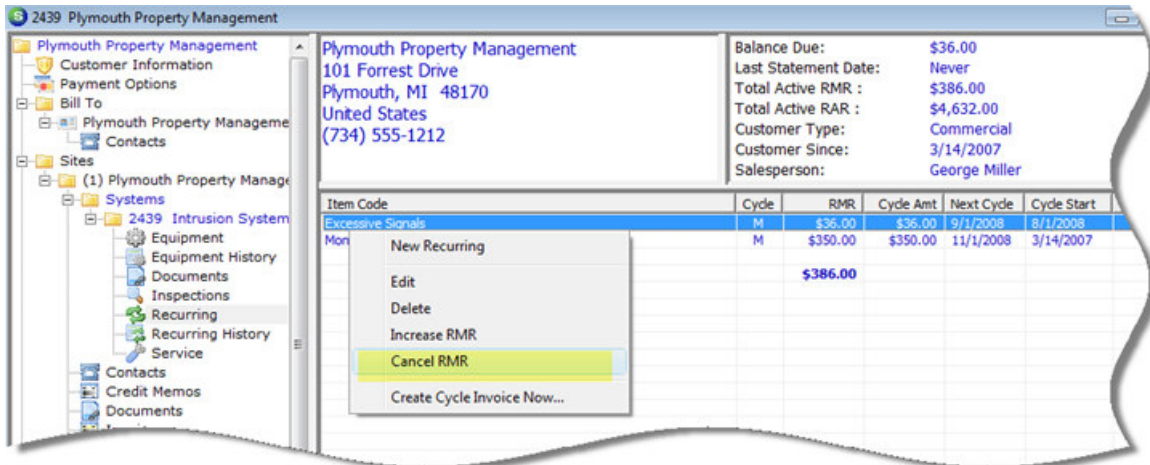 2439 Plymouth Property Management
Plymouth Property Management
Customer Information
Payment Options
Bill To
Plymouth Property Manageme
Contacts
Sites
(1) Plymouth Property Manage
Systems
2439 Intrusion System
Equipment
Equipment History
Documents
Inspections
Recurring
Recurring History
Service
Contacts
Credit Memos
Documents
Plymouth Property Management
101 Forrest Drive
Plymouth, MI 48170
United States
(734) 555-1212
Balance Due: $36.00
Last Statement Date: Never
Total Active RMR : $386.00
Total Active RAR : $4,632.00
Customer Type: Commercial
Customer Since: 3/14/2007
Salesperson: George Miller
Item Code Cycle RMR Cycle Amt Next Cycle Cycle Start
Excessive Signals M $36.00 $36.00 9/1/2008 8/1/2008
Mon M $350.00 $350.00 11/1/2008 3/14/2007
$386.00
New Recurring
Edit
Delete
Increase RMR
Cancel RMR
Create Cycle Invoice Now...